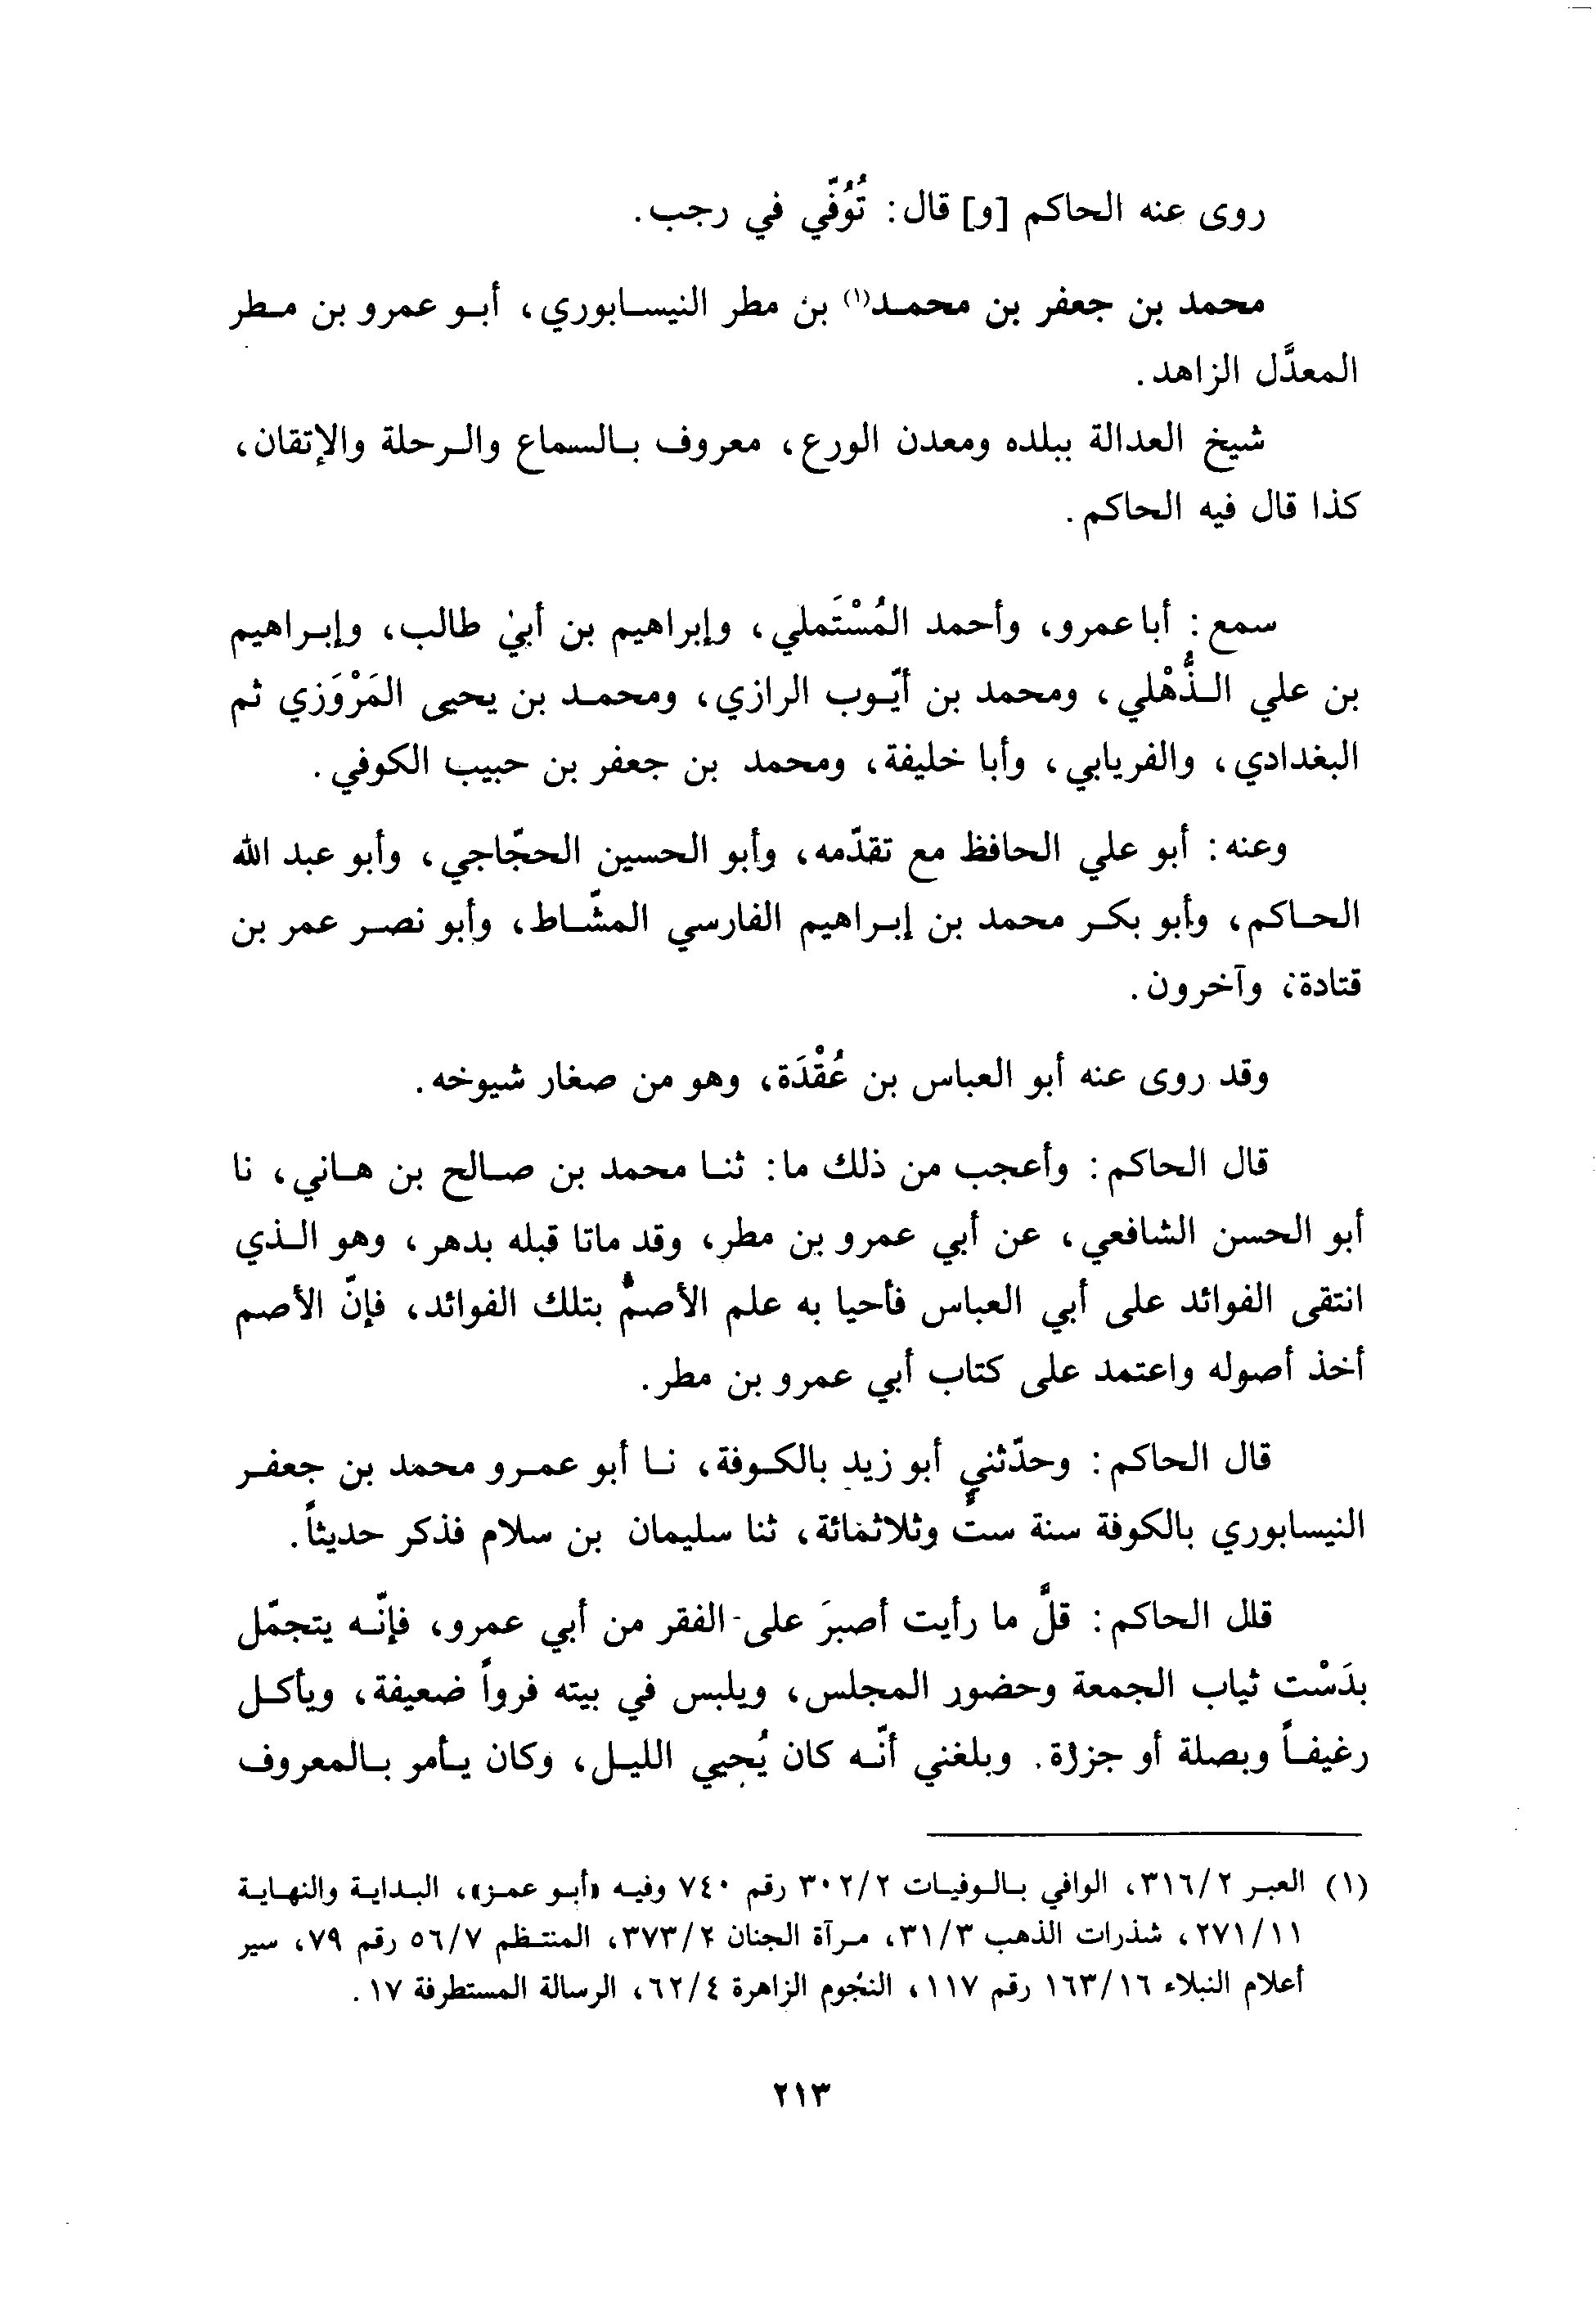 روى عنه الحاكم [و] قال: تُوُفّي في رجب.
محمد بن جعفر بن محمد(١) بن مطر النيسابوري، أبو عمرو بن مطر
المعدَّل الزاهد.
شيخ العدالة ببلده ومعدن الورع، معروف بالسماع والرحلة والإتقان،
كذا قال فيه الحاكم.
سمع: أبا عمرو، وأحمد المُسْتَملي، وإبراهيم بن أبي طالب، وإبراهيم
بن علي الذُّهْلي، ومحمد بن أيّوب الرازي، ومحمد بن يحيى المَرْوَزي ثم
البغدادي، والفريابي، وأبا خليفة، ومحمد بن جعفر بن حبيب الكوفي.
وعنه: أبو علي الحافظ مع تقدّمه، وأبو الحسين الحجّاجي، وأبو عبد الله
الحاكم، وأبو بكر محمد بن إبراهيم الفارسي المشّاط، وأبو نصر عمر بن
قتادة، وآخرون.
وقد روى عنه أبو العباس بن عُقْدَة، وهو من صغار شيوخه.
قال الحاكم: وأعجب من ذلك ما: ثنا محمد بن صالح بن هاني، نا
أبو الحسن الشافعي، عن أبي عمرو بن مطر، وقد ماتا قبله بدهر، وهو الذي
انتقى الفوائد على أبي العباس فأحيا به علم الأصمّ بتلك الفوائد، فإنّ الأصم
أخذ أصوله واعتمد على كتاب أبي عمرو بن مطر.
قال الحاكم: وحدّثني أبو زيد بالكوفة، نا أبو عمرو محمد بن جعفر
النيسابوري بالكوفة سنة ستٍّ وثلاثمائة، ثنا سليمان بن سلام فذكر حديثاً.
قلل الحاكم: قلَّ ما رأيت أصبرَ على الفقر من أبي عمرو، فإنّه يتجمّل
بدَسْت ثياب الجمعة وحضور المجلس، ويلبس في بيته فرواً ضعيفة، ويأكل
رغيفاً وبصلة أو جزرة. وبلغني أنّه كان يُحيي الليل، وكان يأمر بالمعروف
(١) العبر ٣١٦/٢، الوافي بالوفيات ٣٠٢/٢ رقم ٧٤٠ وفيه «أبو عمز»، البداية والنهاية
٢٧١/١١، شذرات الذهب ٣١/٣، مرآة الجنان ٣٧٣/٢، المنتظم ٥٦/٧ رقم ٧٩، سير
أعلام النبلاء ١٦٣/١٦ رقم ١١٧، النجوم الزاهرة ٦٢/٤، الرسالة المستطرفة ١٧.
٢١٣